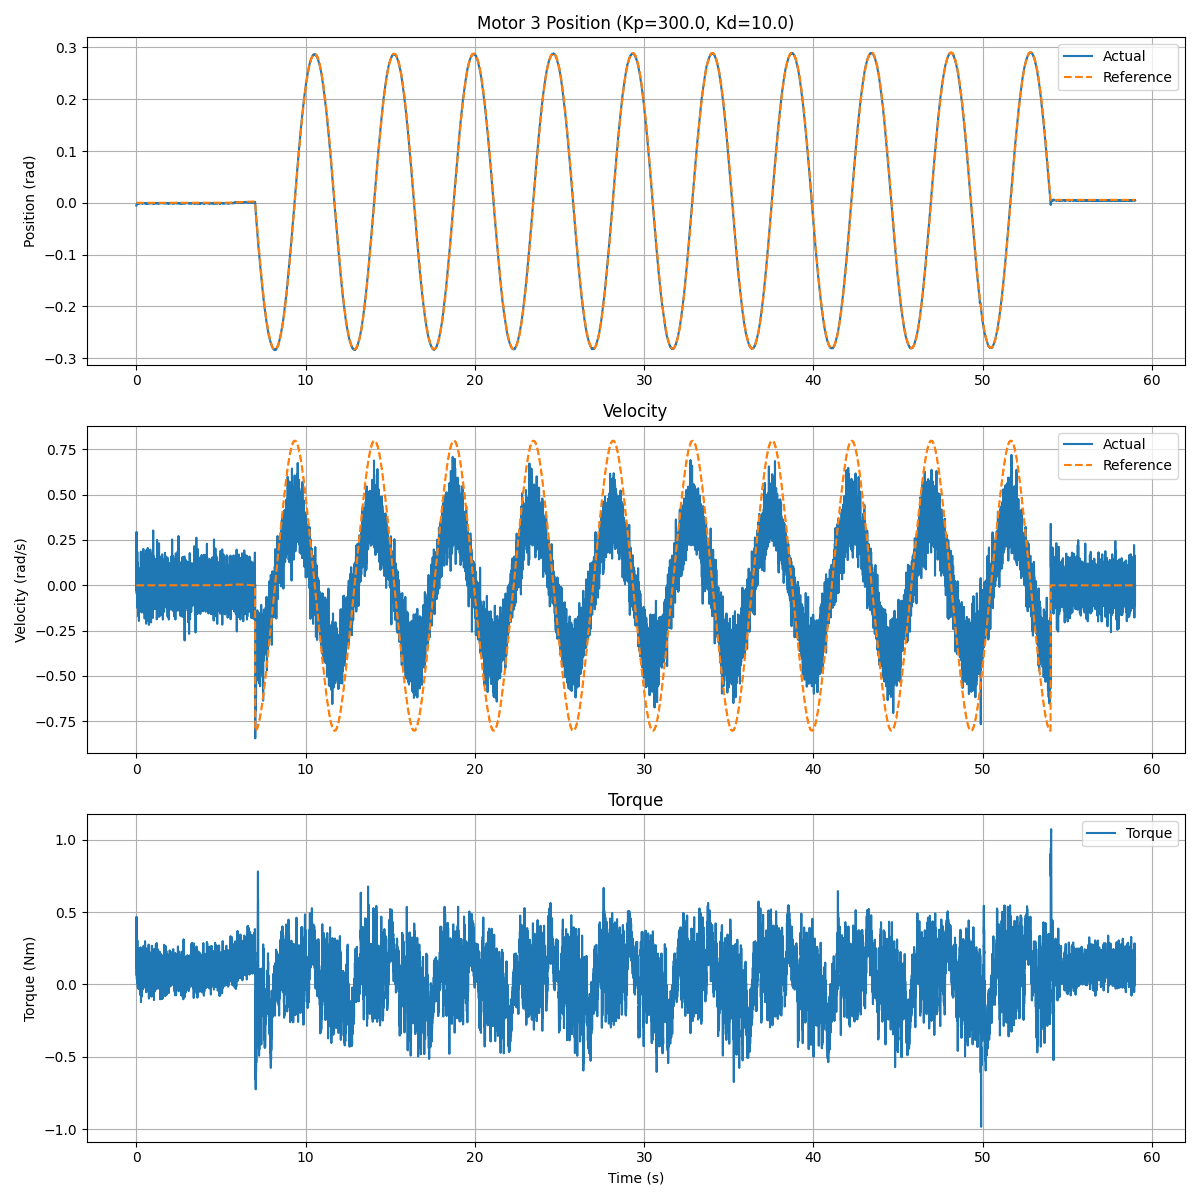 Motor 3 Position (Kp=300.0, Kd=10.0)
Position (rad)
0.3
0.2
0.1
0.0
−0.1
−0.2
−0.3
Actual
Reference
0 10 20 30 40 50 60
Velocity
Velocity (rad/s)
0.75
0.50
0.25
0.00
−0.25
−0.50
−0.75
Actual
Reference
0 10 20 30 40 50 60
Torque
Torque (Nm)
1.0
0.5
0.0
−0.5
−1.0
Torque
0 10 20 30 40 50 60
Time (s)